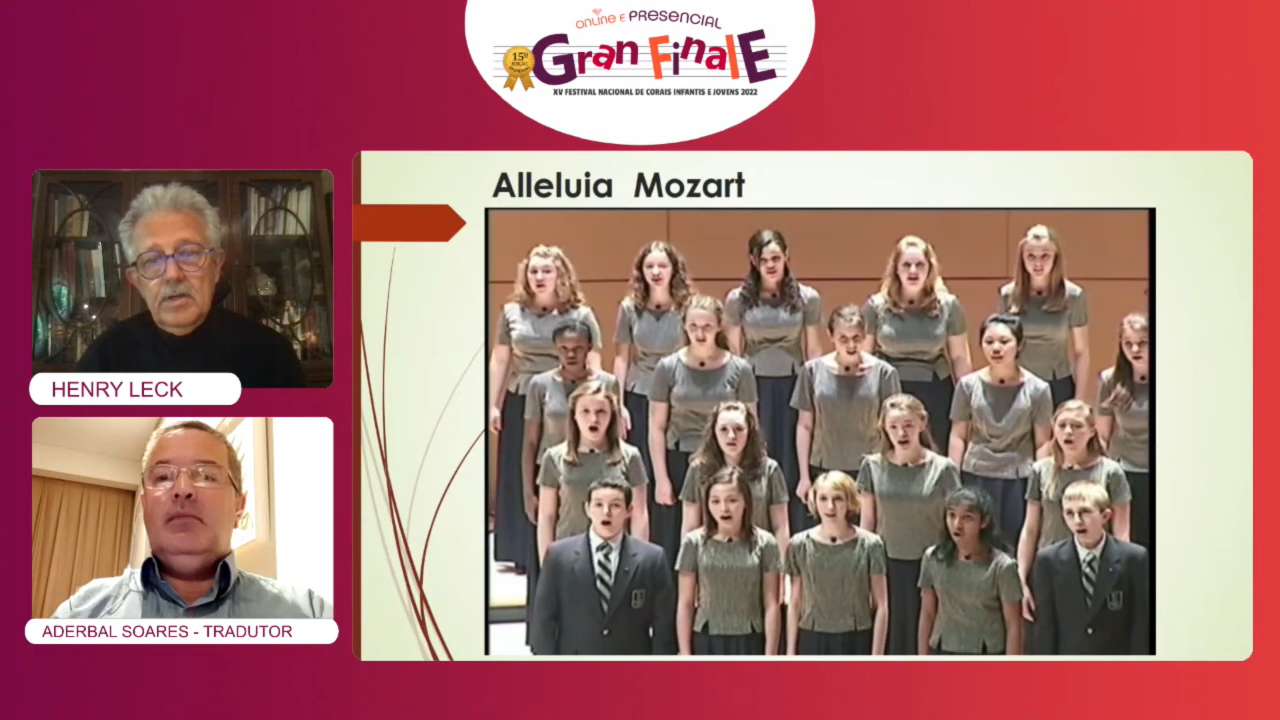 ONLINE E PRESENCIAL
15ª
EDIÇÃO
Gran FinalE
XV FESTIVAL NACIONAL DE CORAIS INFANTIS E JOVENS 2022
Alleluia Mozart
HENRY LECK
ADERBAL SOARES - TRADUTOR